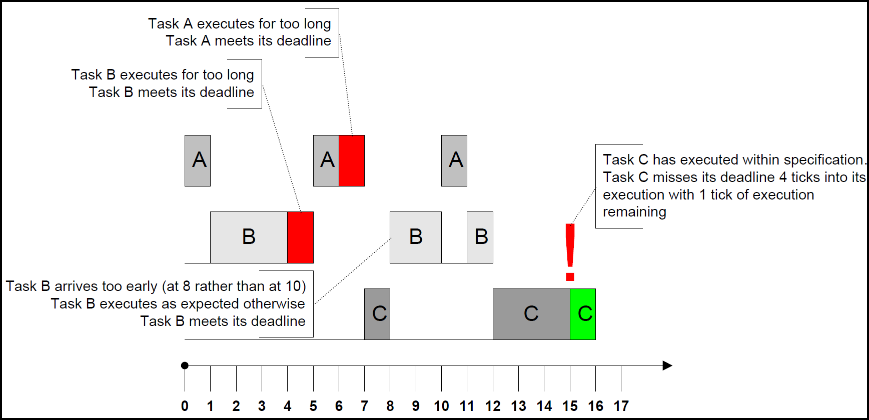 Task A executes for too long
Task A meets its deadline
Task B executes for too long
Task B meets its deadline
A
A
A
Task C has executed within specification.
Task C misses its deadline 4 ticks into its
execution with 1 tick of execution
remaining
B
B
B
!
Task B arrives too early (at 8 rather than at 10)
Task B executes as expected otherwise
Task B meets its deadline
C
C
C
0 1 2 3 4 5 6 7 8 9 10 11 12 13 14 15 16 17